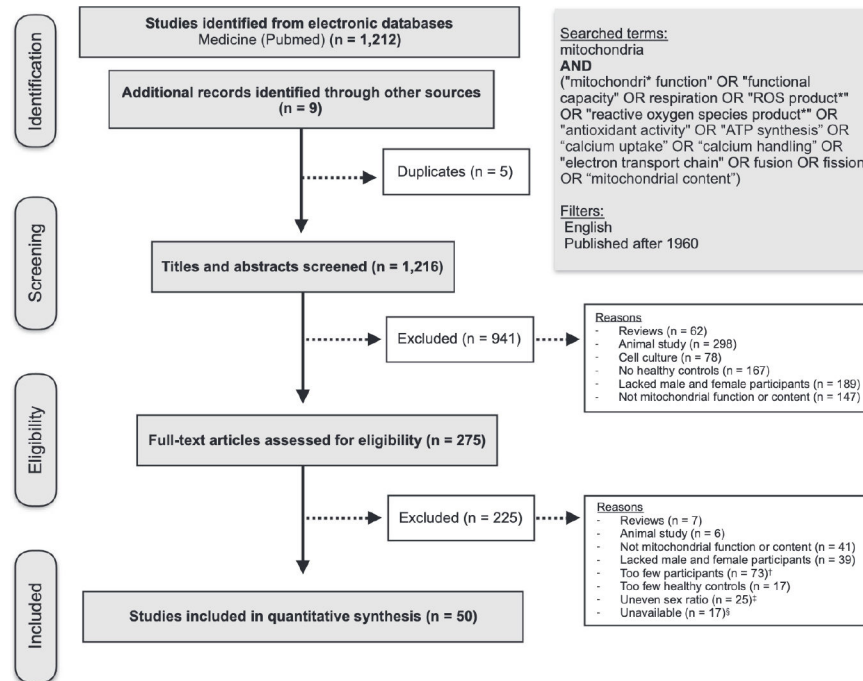 Identification
Studies identified from electronic databases
Medicine (Pubmed) (n = 1,212)
Additional records identified through other sources
(n = 9)
Duplicates (n = 5)
Searched terms:
mitochondria
AND
("mitochondri* function" OR "functional
capacity" OR respiration OR "ROS product*"
OR "reactive oxygen species product*" OR
"antioxidant activity" OR "ATP synthesis" OR
"calcium uptake" OR "calcium handling" OR
"electron transport chain" OR fusion OR fission
OR "mitochondrial content")
Filters:
English
Published after 1960
Screening
Titles and abstracts screened (n = 1,216)
Excluded (n = 941)
Reasons
- Reviews (n = 62)
- Animal study (n = 298)
- Cell culture (n = 78)
- No healthy controls (n = 167)
- Lacked male and female participants (n = 189)
- Not mitochondrial function or content (n = 147)
Eligibility
Full-text articles assessed for eligibility (n = 275)
Excluded (n = 225)
Reasons
- Reviews (n = 7)
- Animal study (n = 6)
- Not mitochondrial function or content (n = 41)
- Lacked male and female participants (n = 39)
- Too few participants (n = 73)†
- Too few healthy controls (n = 17)
- Uneven sex ratio (n = 25)‡
- Unavailable (n = 17)§
Included
Studies included in quantitative synthesis (n = 50)